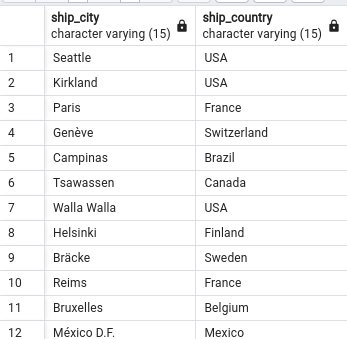 ship_city ship_country
character varying (15) character varying (15)
1 Seattle USA
2 Kirkland USA
3 Paris France
4 Genève Switzerland
5 Campinas Brazil
6 Tsawassen Canada
7 Walla Walla USA
8 Helsinki Finland
9 Bräcke Sweden
10 Reims France
11 Bruxelles Belgium
12 México D.F. Mexico